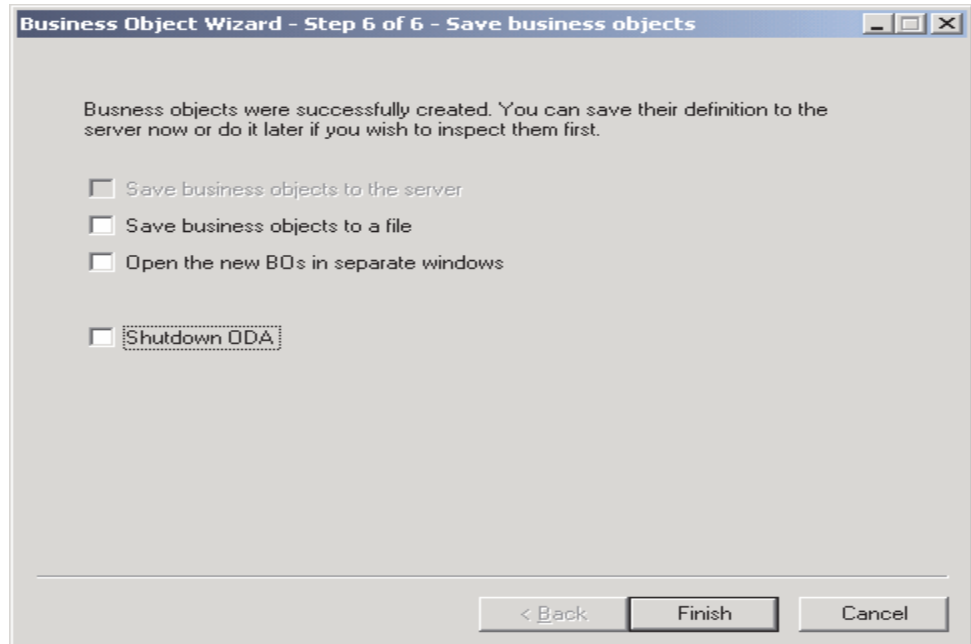 Business Object Wizard - Step 6 of 6 - Save business objects
Busness objects were successfully created. You can save their definition to the
server now or do it later if you wish to inspect them first.
Save business objects to the server
Save business objects to a file
Open the new BOs in separate windows
Shutdown ODA
< Back
Finish
Cancel